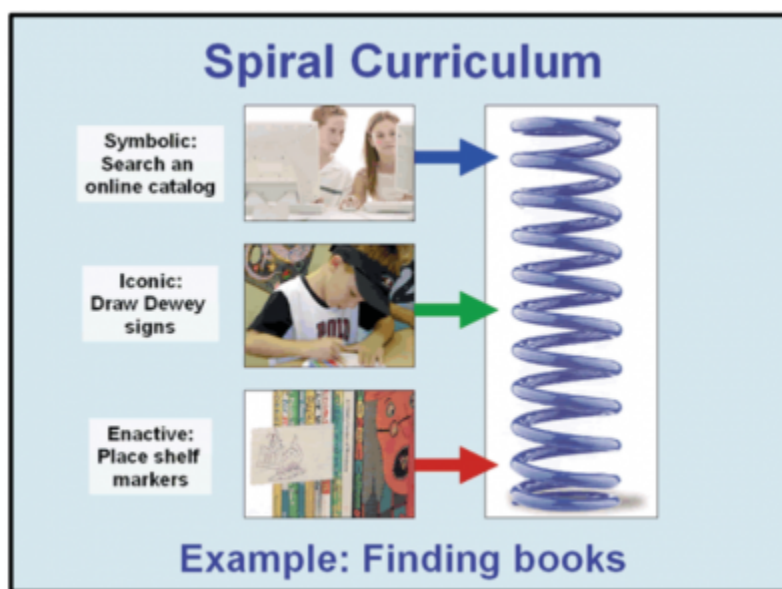 Spiral Curriculum
Symbolic:
Search an
online catalog
Iconic:
Draw Dewey
signs
Enactive:
Place shelf
markers
Example: Finding books